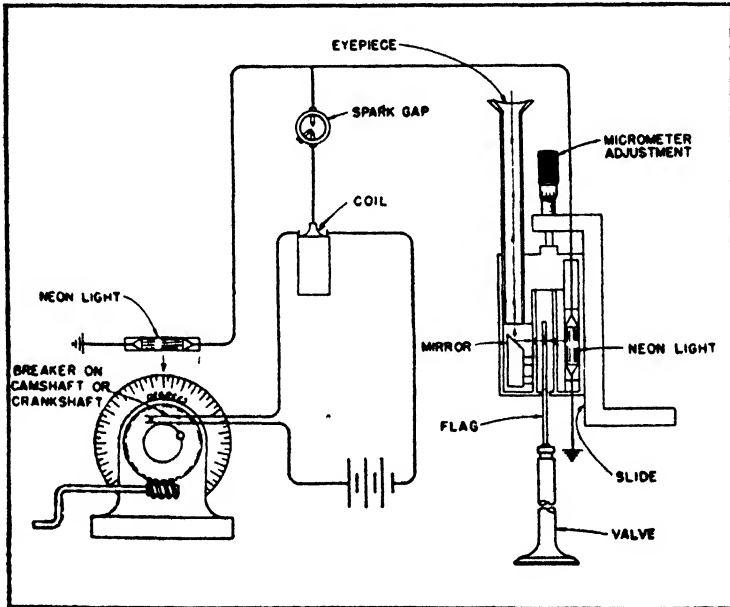 EYEPIECE
SPARK GAP
MICROMETER
ADJUSTMENT
COIL
NEON LIGHT
MIRROR
NEON LIGHT
BREAKER ON
CAMSHAFT OR
CRANKSHAFT
DEGREES
FLAG
SLIDE
VALVE